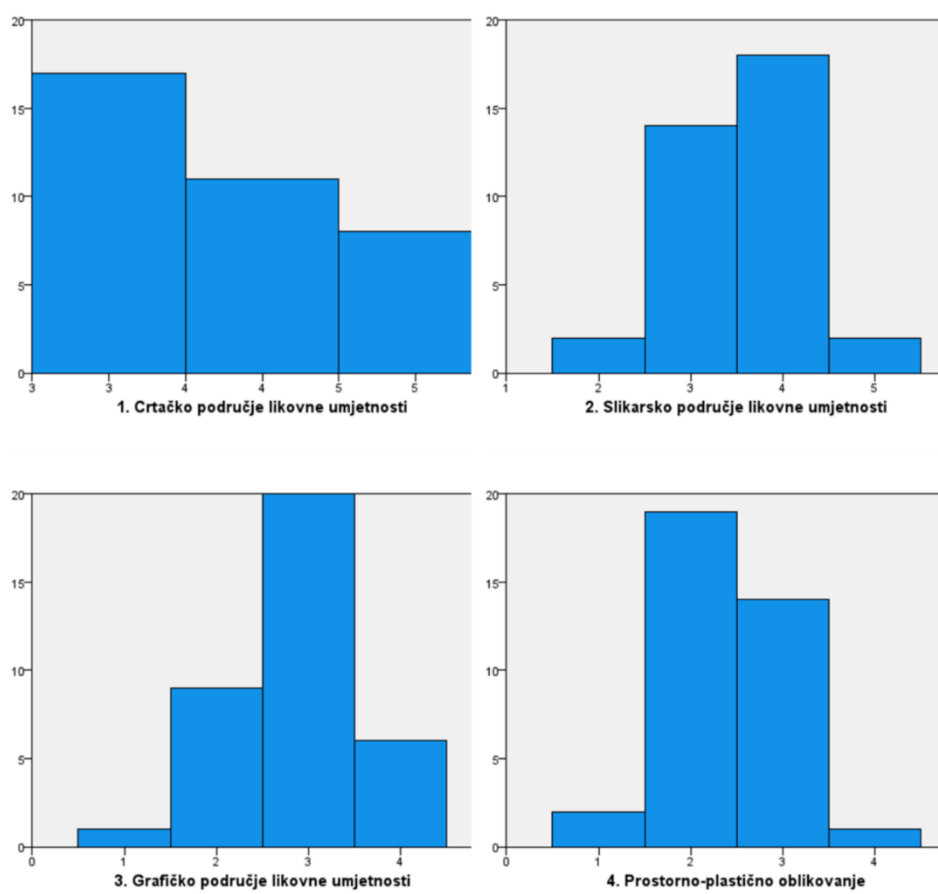 20
15
10
5
0
3 3 4 4 5 5
1. Crtačko područje likovne umjetnosti
20
15
10
5
0
1 2 3 4 5
2. Slikarsko područje likovne umjetnosti
20
15
10
5
0
0 1 2 3 4
3. Grafičko područje likovne umjetnosti
20
15
10
5
0
0 1 2 3 4
4. Prostorno-plastično oblikovanje